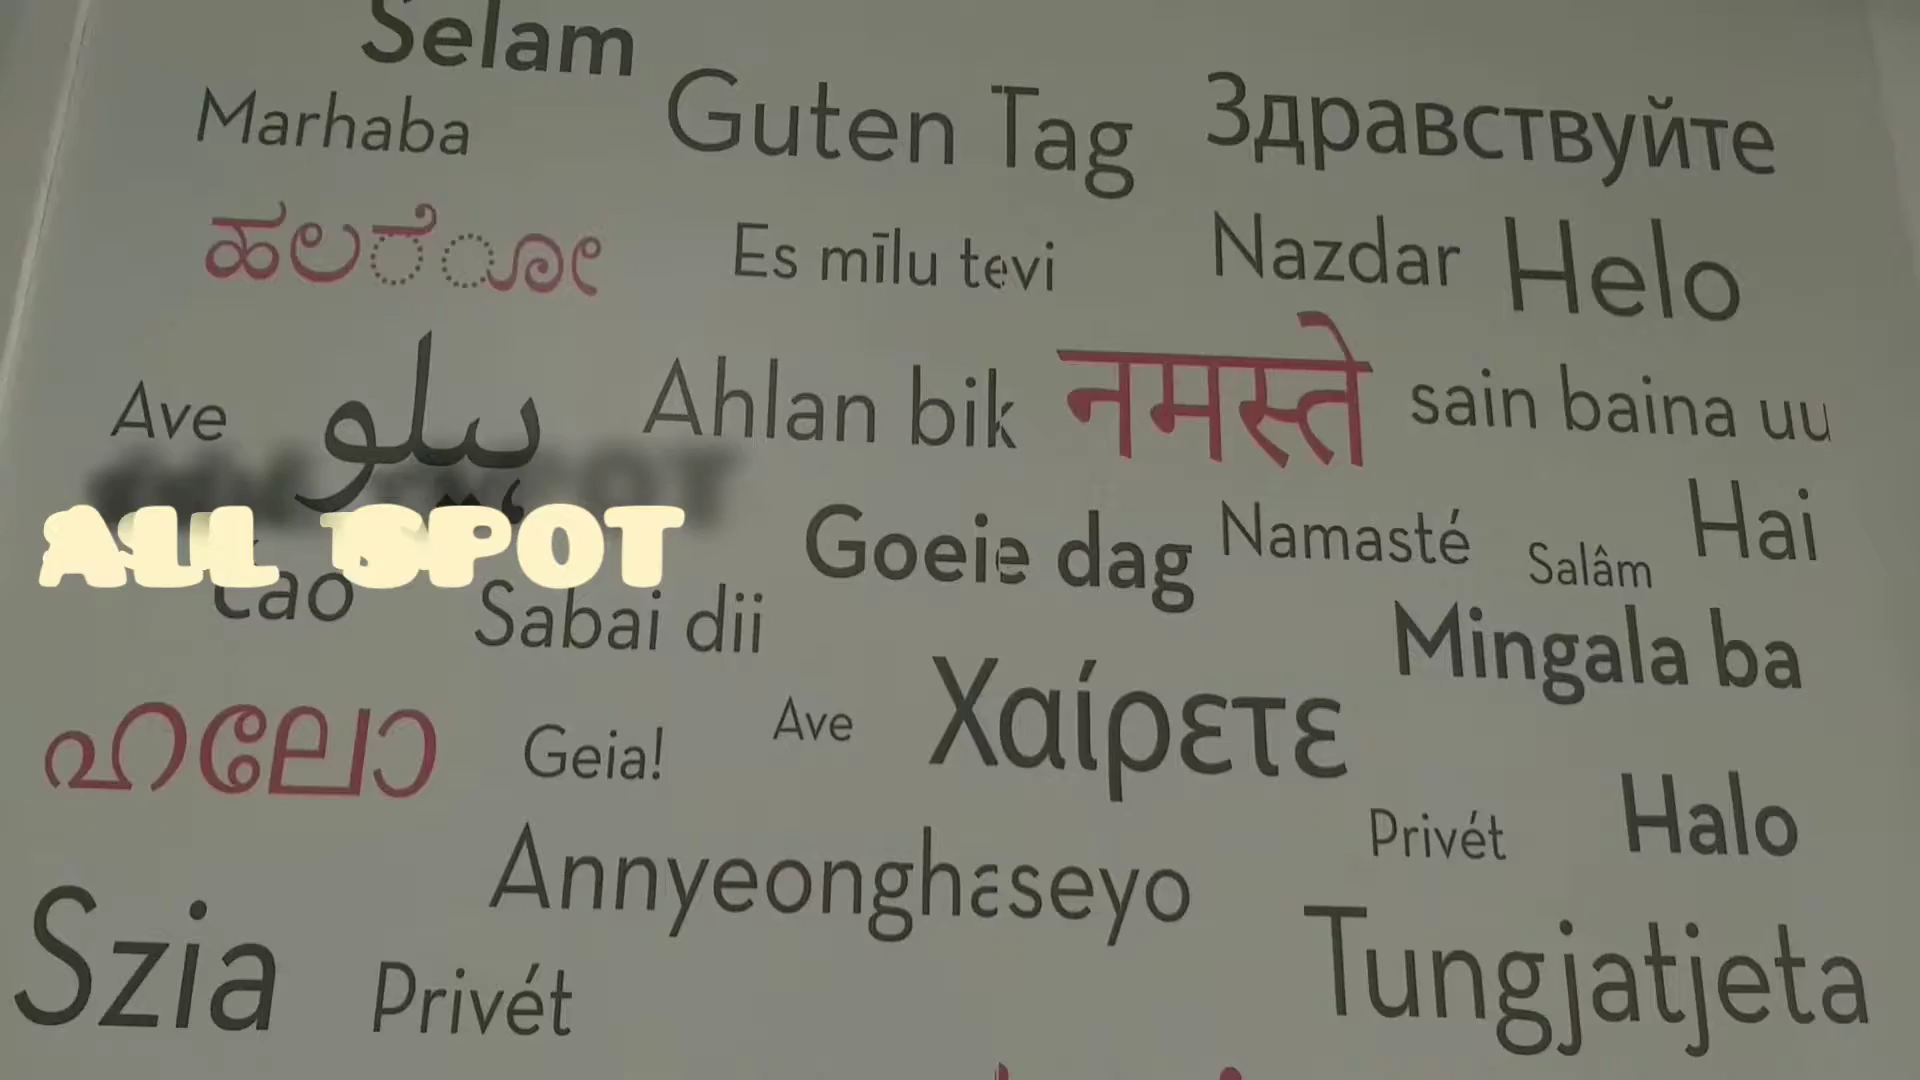 Selam
Marhaba Guten Tag Здравствуйте
ಹಲೆೋ Es mīlu tevi Nazdar Helo
Ave Ahlan bik नमस्ते sain baina uu
ہیلو
ALL SPOT Goeie dag Namasté Salâm Hai
Sabai dii Mingala ba
ഹലോ Geia! Ave Χαίρετε
Privét Halo
Annyeonghaseyo
Szia Privét Tungjatjeta